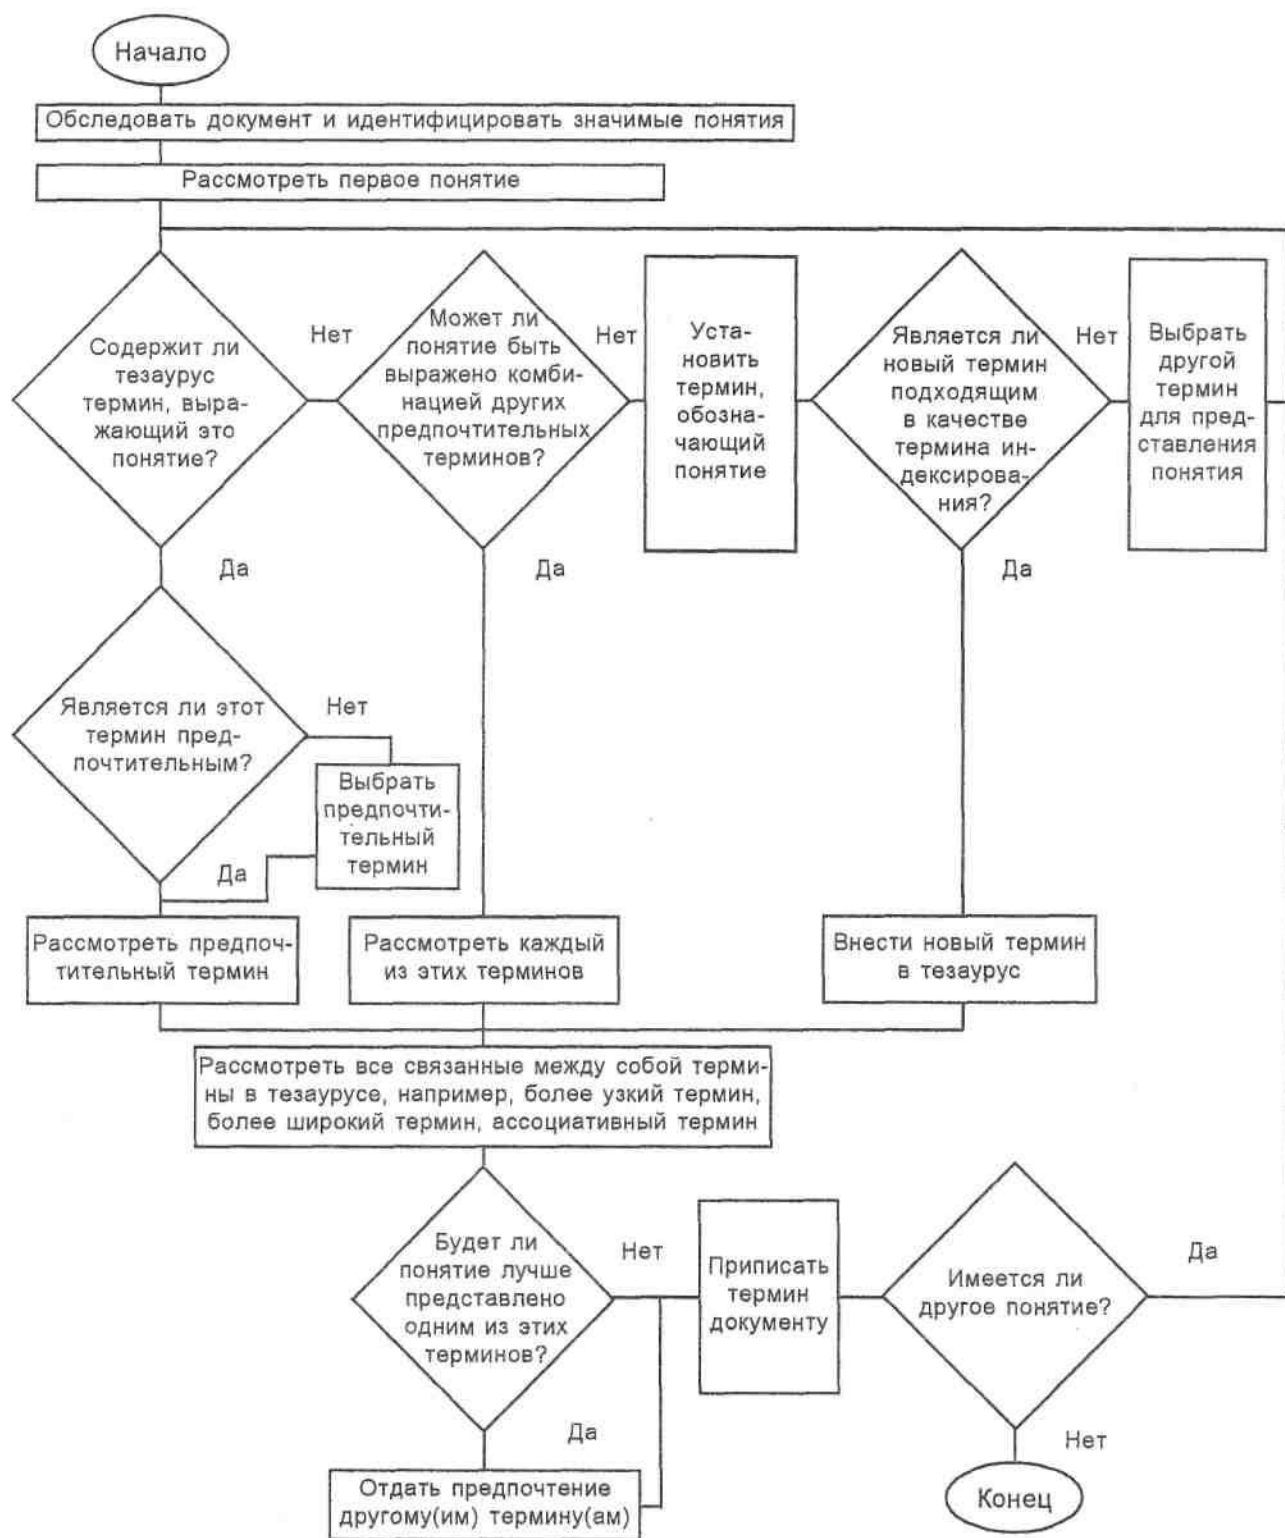 Начало
Обследовать документ и идентифицировать значимые понятия
Рассмотреть первое понятие
Содержит ли
тезаурус
термин, выра-
жающий это
понятие?
Нет
Может ли
понятие быть
выражено комби-
нацией других
предпочтительных
терминов?
Нет
Уста-
новить
термин,
обозна-
чающий
понятие
Является ли
новый термин
подходящим
в качестве
термина ин-
дексирова-
ния?
Нет
Выбрать
другой
термин
для пред-
ставления
понятия
Да
Да
Да
Является ли этот
термин пред-
почтительным?
Нет
Выбрать
предпочти-
тельный
термин
Да
Рассмотреть предпоч-
тительный термин
Рассмотреть каждый
из этих терминов
Внести новый термин
в тезаурус
Рассмотреть все связанные между собой терми-
ны в тезаурусе, например, более узкий термин,
более широкий термин, ассоциативный термин
Будет ли
понятие лучше
представлено
одним из этих
терминов?
Нет
Приписать
термин
документу
Имеется ли
другое понятие?
Да
Да
Отдать предпочтение
другому(им) термину(ам)
Нет
Конец